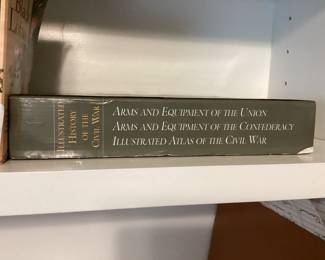 ILLUSTRATED
HISTORY
OF THE
CIVIL WAR
ARMS AND EQUIPMENT OF THE UNION
ARMS AND EQUIPMENT OF THE CONFEDERACY
ILLUSTRATED ATLAS OF THE CIVIL WAR